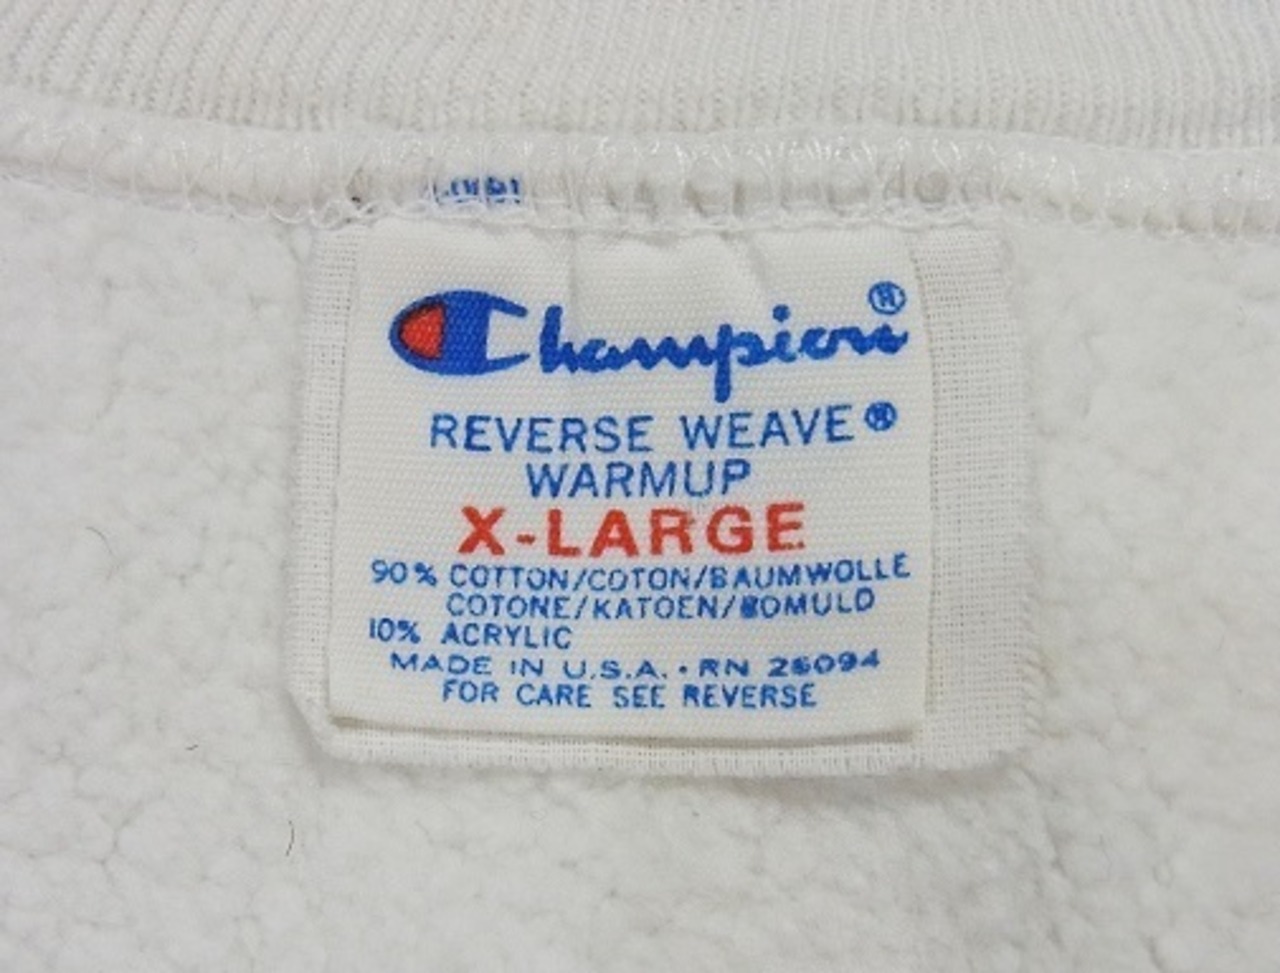 Champion®
REVERSE WEAVE®
WARMUP
X-LARGE
90% COTTON/COTON/BAUMWOLLE
COTONE/KATOEN/BOMULD
10% ACRYLIC
MADE IN U.S.A. • RN 26094
FOR CARE SEE REVERSE